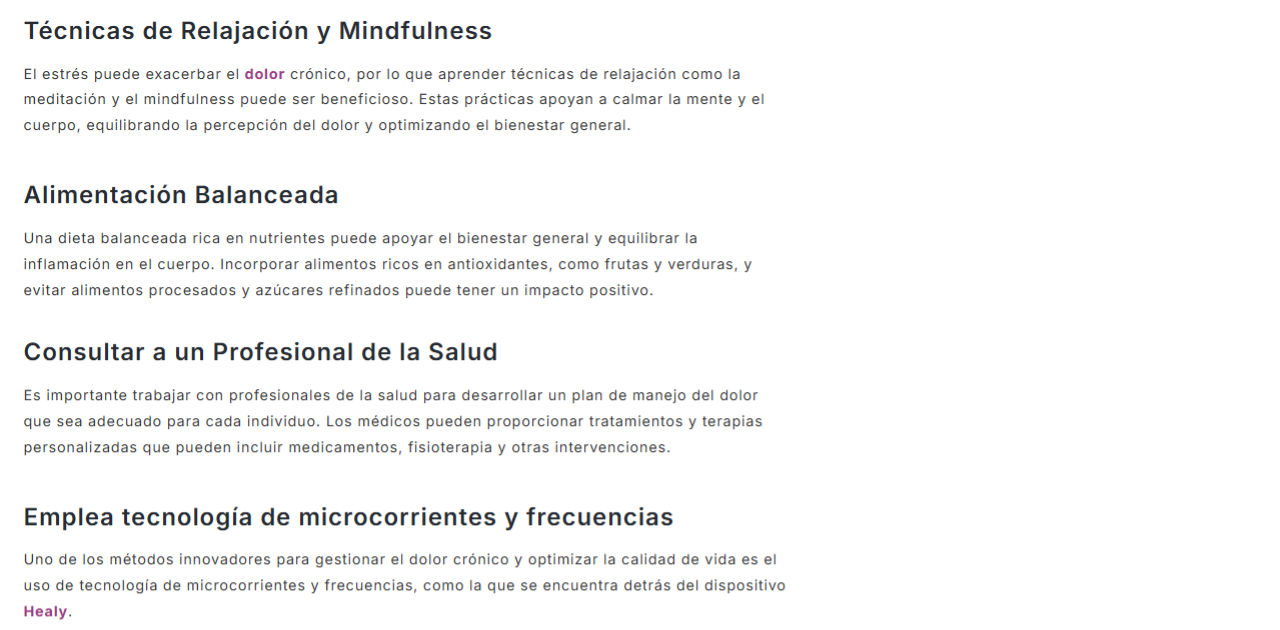 Técnicas de Relajación y Mindfulness
El estrés puede exacerbar el dolor crónico, por lo que aprender técnicas de relajación como la
meditación y el mindfulness puede ser beneficioso. Estas prácticas apoyan a calmar la mente y el
cuerpo, equilibrando la percepción del dolor y optimizando el bienestar general.
Alimentación Balanceada
Una dieta balanceada rica en nutrientes puede apoyar el bienestar general y equilibrar la
inflamación en el cuerpo. Incorporar alimentos ricos en antioxidantes, como frutas y verduras, y
evitar alimentos procesados y azúcares refinados puede tener un impacto positivo.
Consultar a un Profesional de la Salud
Es importante trabajar con profesionales de la salud para desarrollar un plan de manejo del dolor
que sea adecuado para cada individuo. Los médicos pueden proporcionar tratamientos y terapias
personalizadas que pueden incluir medicamentos, fisioterapia y otras intervenciones.
Emplea tecnología de microcorrientes y frecuencias
Uno de los métodos innovadores para gestionar el dolor crónico y optimizar la calidad de vida es el
uso de tecnología de microcorrientes y frecuencias, como la que se encuentra detrás del dispositivo
Healy.